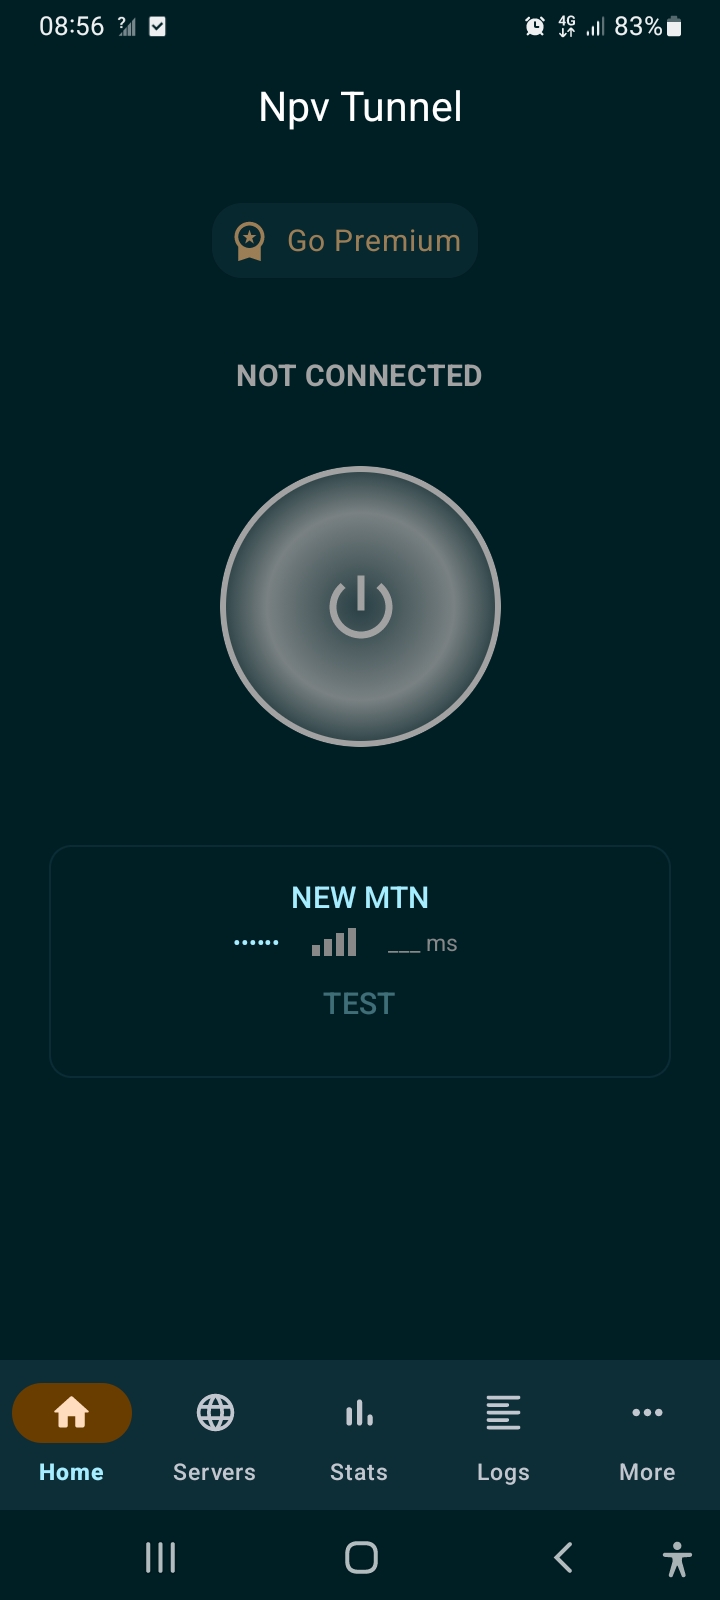 08:56 ? 4G 83%
Npv Tunnel
Go Premium
NOT CONNECTED
NEW MTN
•••••• ___ ms
TEST
Home Servers Stats Logs More